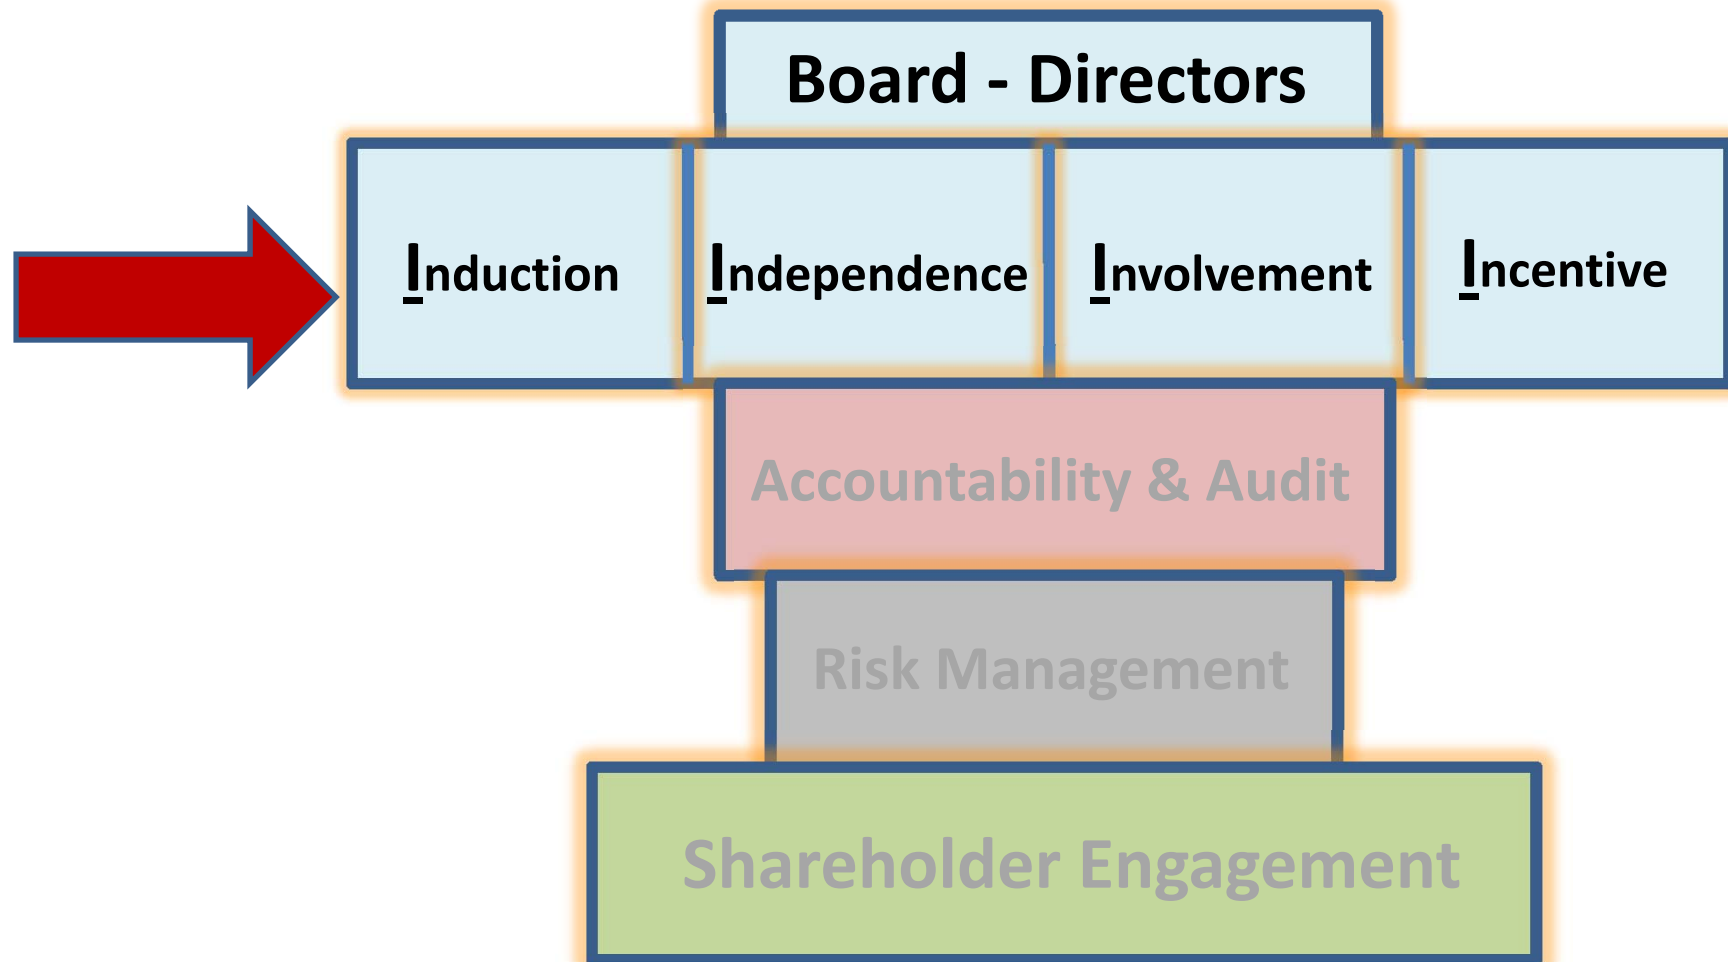 Board - Directors
Induction Independence Involvement Incentive
Accountability & Audit
Risk Management
Shareholder Engagement